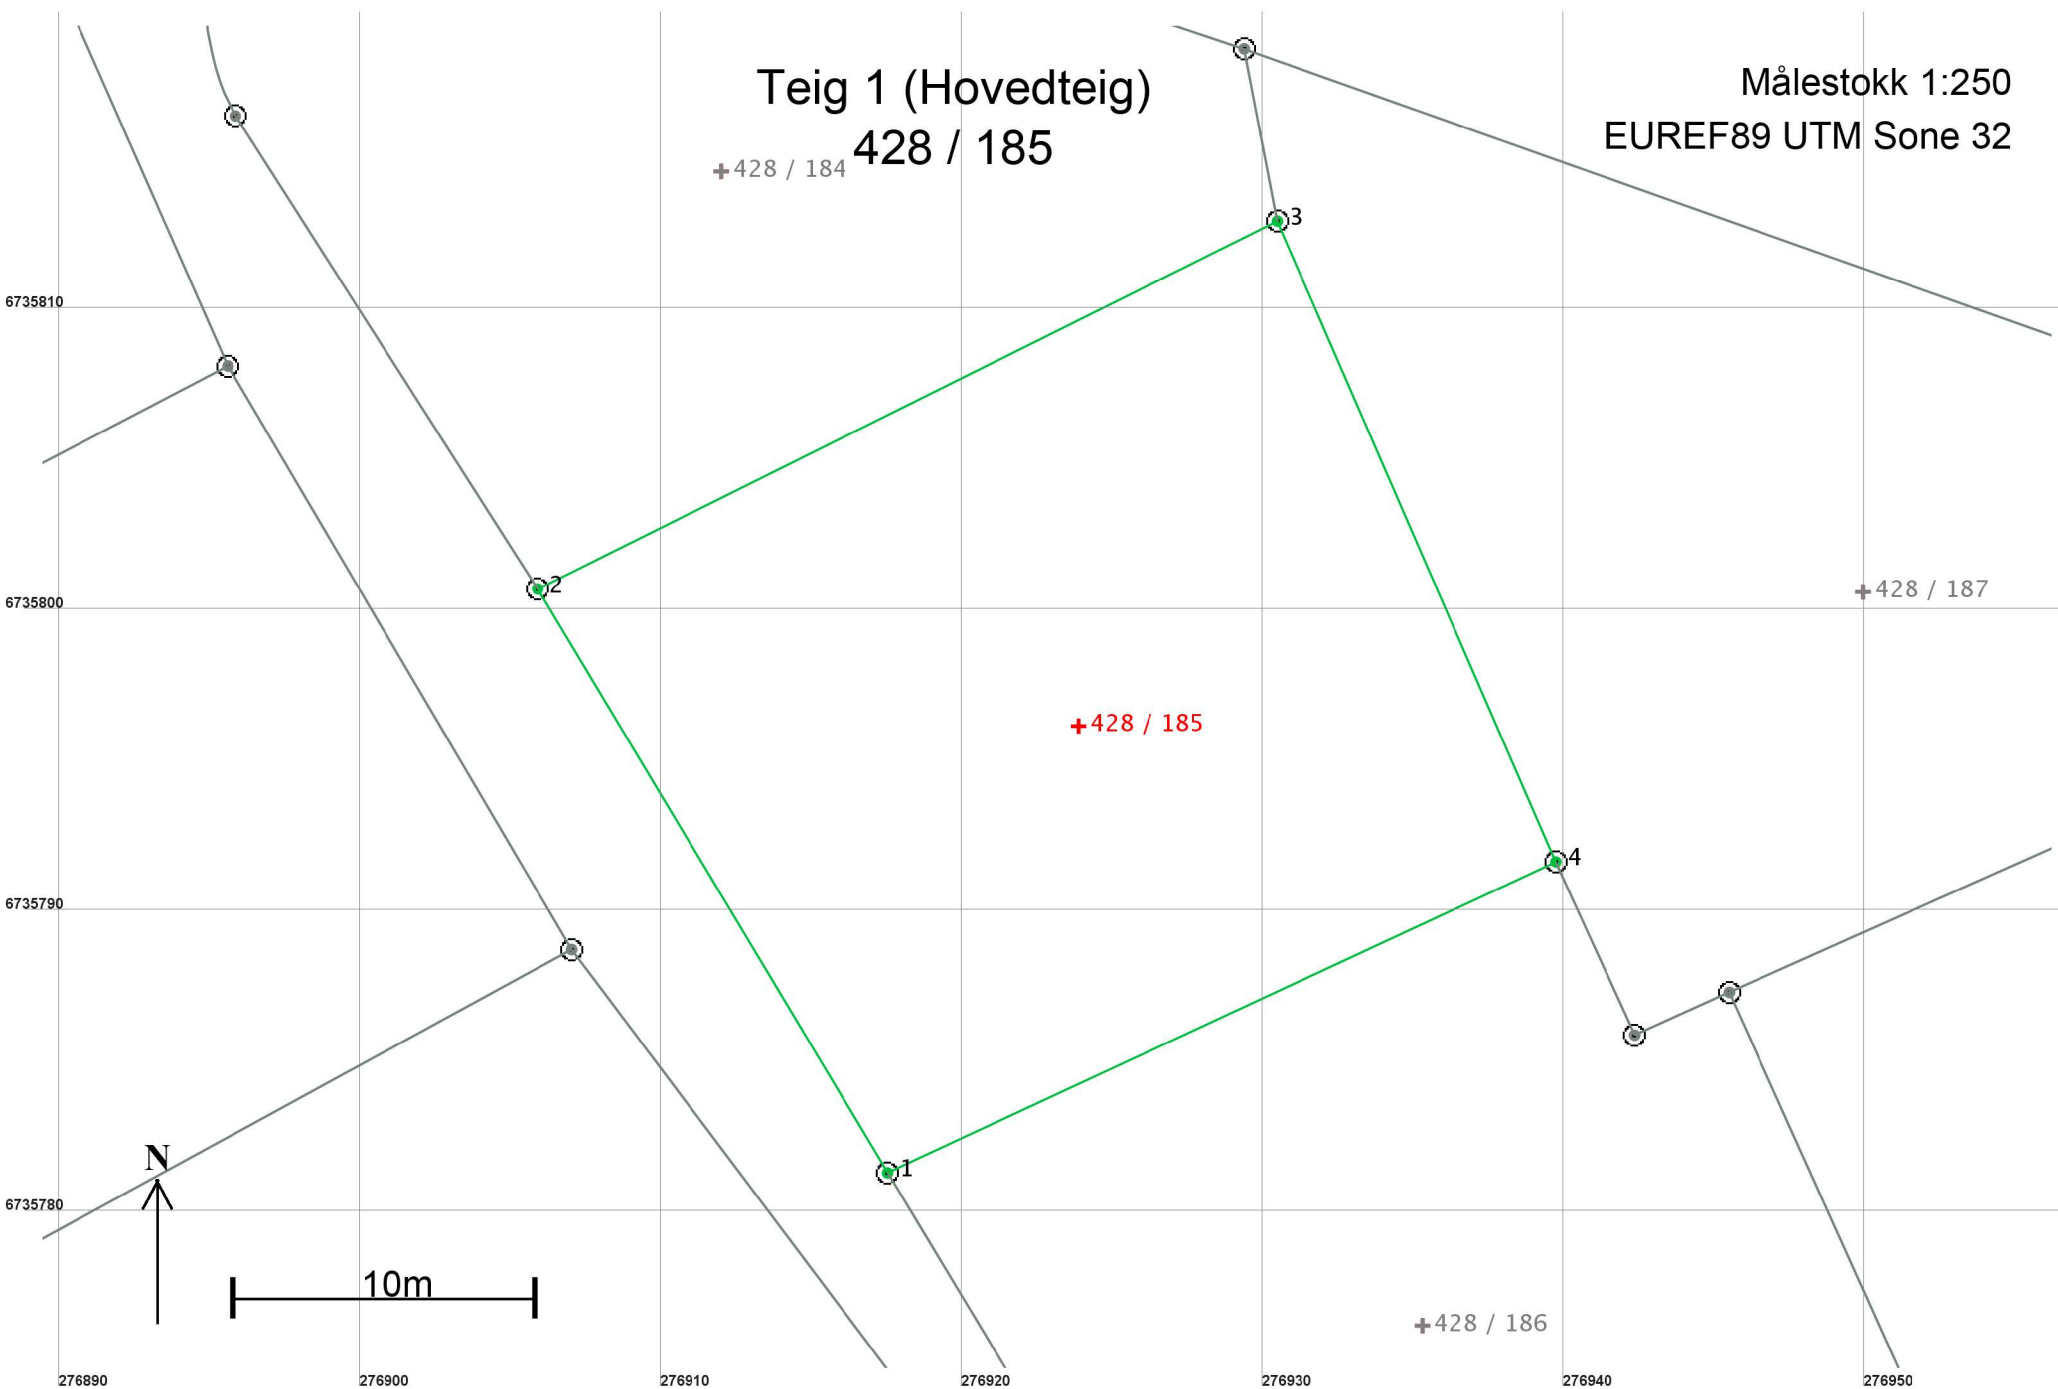 Teig 1 (Hovedteig)
428 / 185
Målestokk 1:250
EUREF89 UTM Sone 32
428 / 184
3
6735810
2
6735800
428 / 187
428 / 185
4
6735790
1
N
6735780
10m
428 / 186
276890
276900
276910
276920
276930
276940
276950